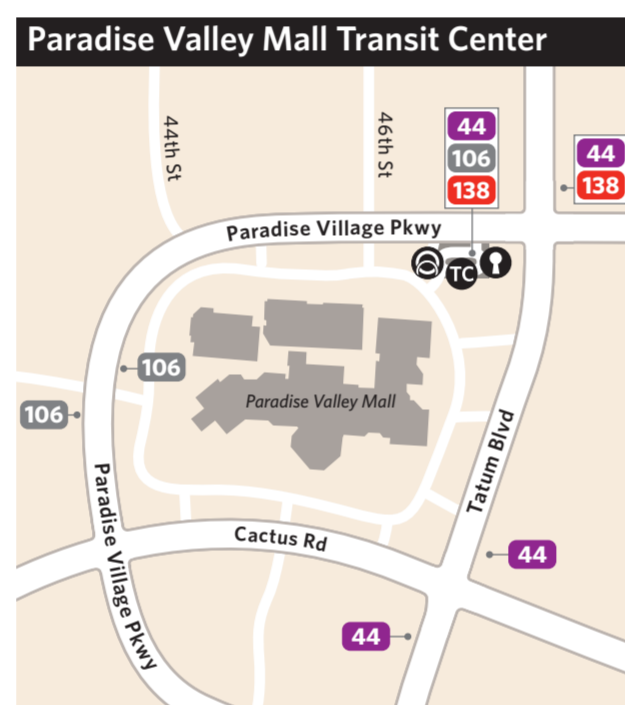 Paradise Valley Mall Transit Center
44th St
46th St
44
106
138
44
138
Paradise Village Pkwy
TC
106
106
Paradise Valley Mall
Tatum Blvd
Paradise Village Pkwy
Cactus Rd
44
44